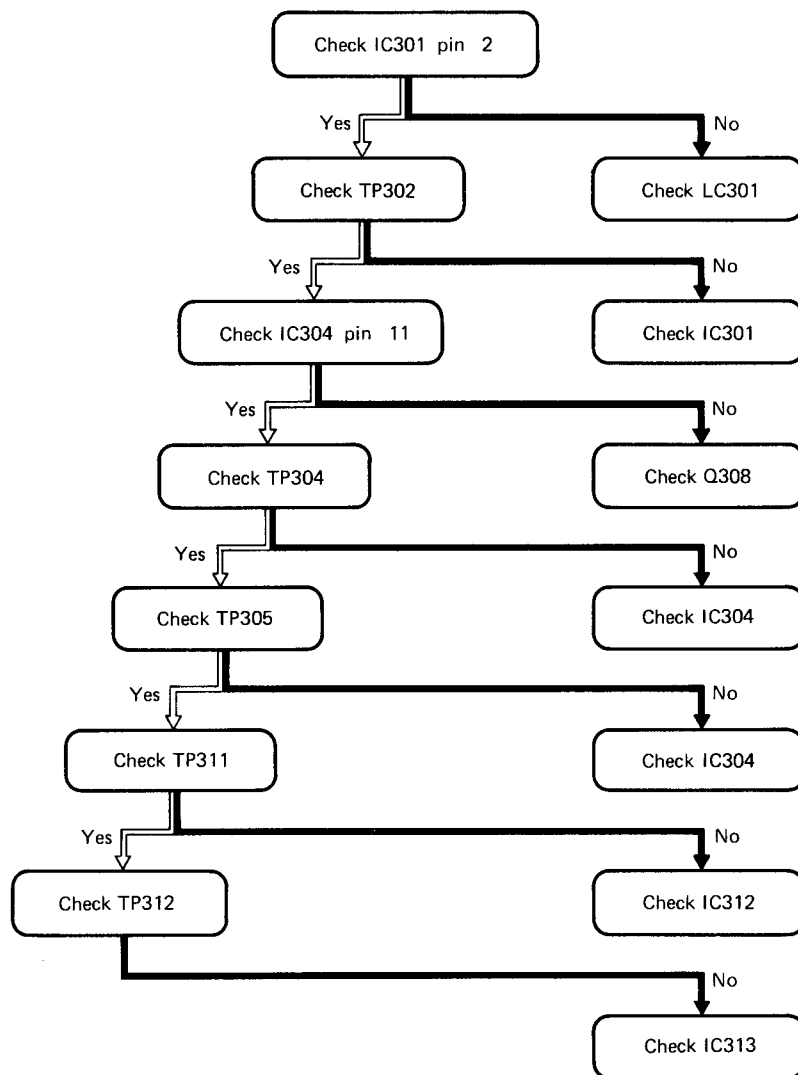 Check IC301 pin 2
Yes
No
Check TP302
Check LC301
Yes
No
Check IC304 pin 11
Check IC301
Yes
No
Check TP304
Check Q308
Yes
No
Check TP305
Check IC304
Yes
No
Check TP311
Check IC304
Yes
No
Check TP312
Check IC312
No
Check IC313